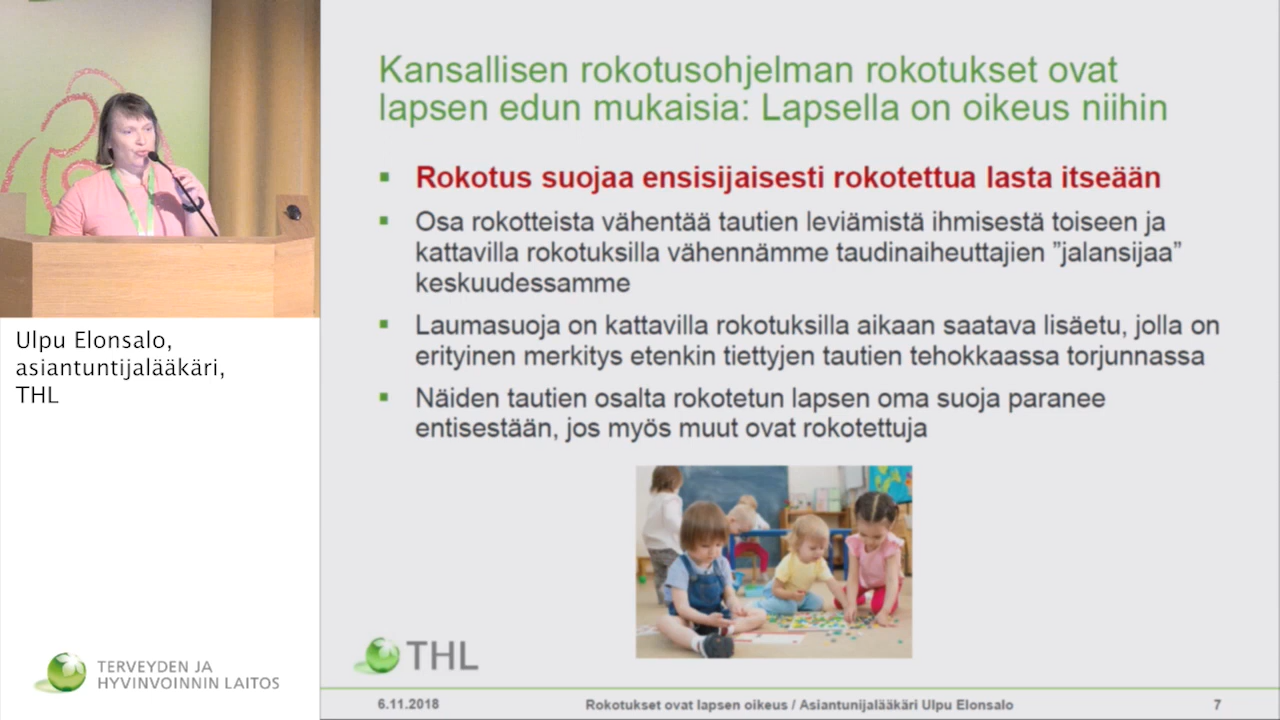 Kansallisen rokotusohjelman rokotukset ovat
lapsen edun mukaisia: Lapsella on oikeus niihin
▪ Rokotus suojaa ensisijaisesti rokotettua lasta itseään
▪ Osa rokotteista vähentää tautien leviämistä ihmisestä toiseen ja
kattavilla rokotuksilla vähennämme taudinaiheuttajien ”jalansijaa”
keskuudessamme
▪ Laumasuoja on kattavilla rokotuksilla aikaan saatava lisäetu, jolla on
erityinen merkitys etenkin tiettyjen tautien tehokkaassa torjunnassa
▪ Näiden tautien osalta rokotetun lapsen oma suoja paranee
entisestään, jos myös muut ovat rokotettuja
THL
6.11.2018 Rokotukset ovat lapsen oikeus / Asiantunijalääkäri Ulpu Elonsalo 7
Ulpu Elonsalo,
asiantuntijalääkäri,
THL
TERVEYDEN JA
HYVINVOINNIN LAITOS